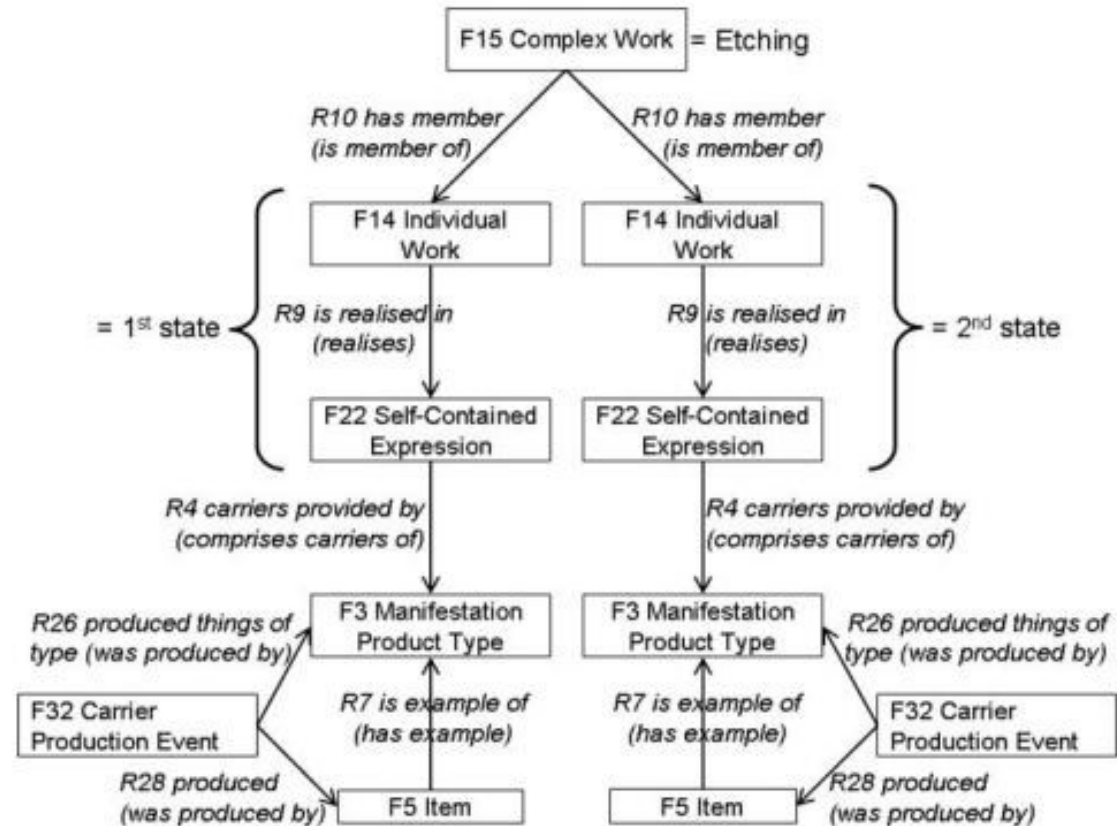 F15 Complex Work = Etching
R10 has member
(is member of)
R10 has member
(is member of)
F14 Individual
Work
F14 Individual
Work
= 1st state
R9 is realised in
(realises)
R9 is realised in
(realises)
= 2nd state
F22 Self-Contained
Expression
F22 Self-Contained
Expression
R4 carriers provided by
(comprises carriers of)
R4 carriers provided by
(comprises carriers of)
R26 produced things of
type (was produced by)
F3 Manifestation
Product Type
F3 Manifestation
Product Type
R26 produced things of
type (was produced by)
F32 Carrier
Production Event
R7 is example of
(has example)
R7 is example of
(has example)
F32 Carrier
Production Event
R28 produced
(was produced by)
F5 Item
F5 Item
R28 produced
(was produced by)